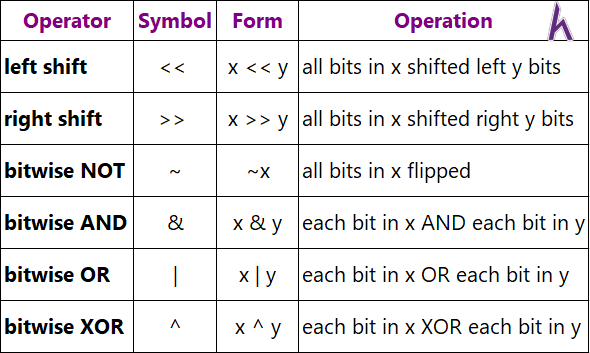 Operator Symbol Form Operation
left shift << x << y all bits in x shifted left y bits
right shift >> x >> y all bits in x shifted right y bits
bitwise NOT ~ ~x all bits in x flipped
bitwise AND & x & y each bit in x AND each bit in y
bitwise OR | x | y each bit in x OR each bit in y
bitwise XOR ^ x ^ y each bit in x XOR each bit in y